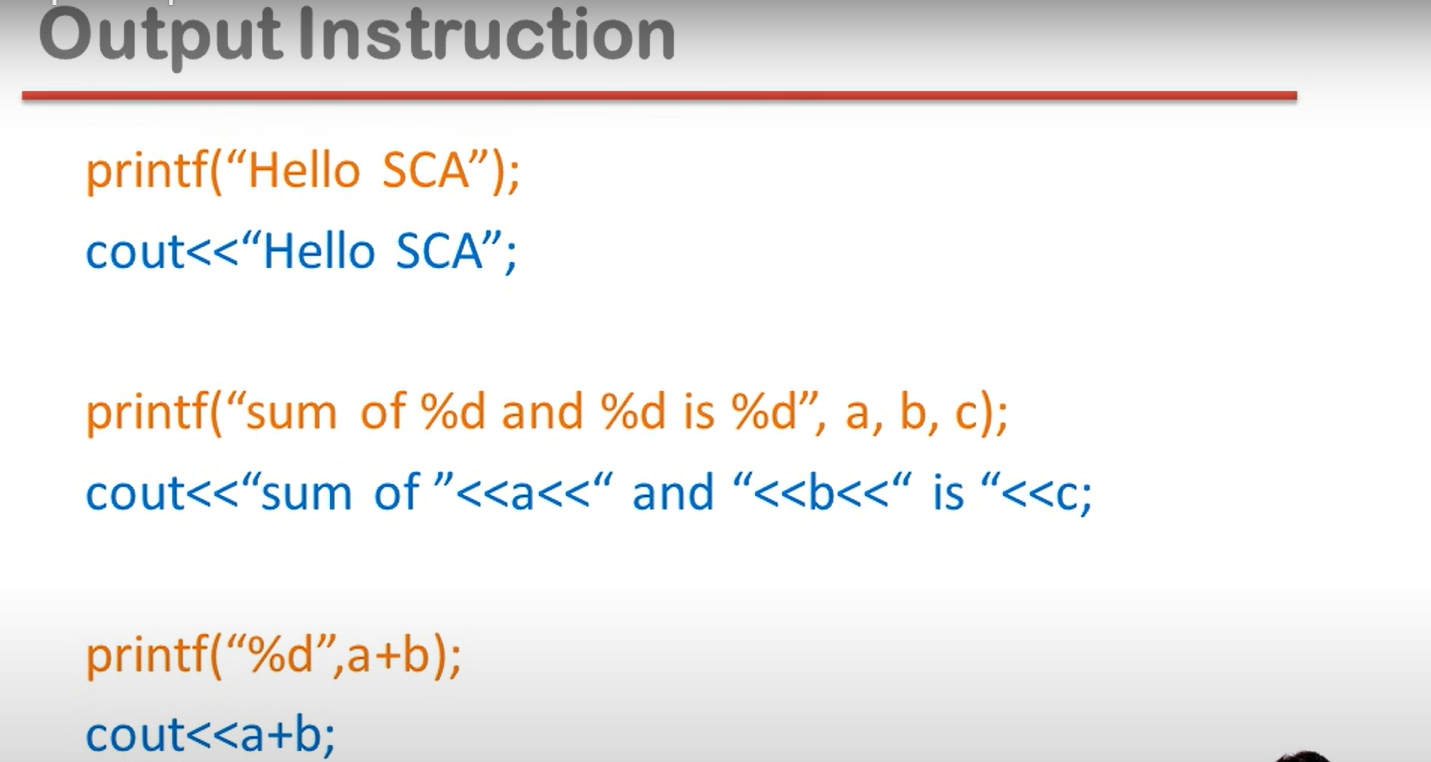 Output Instruction
printf(“Hello SCA”);
cout<<“Hello SCA”;
printf(“sum of %d and %d is %d”, a, b, c);
cout<<“sum of ”<<a<<“ and “<<b<<“ is “<<c;
printf(“%d”,a+b);
cout<<a+b;